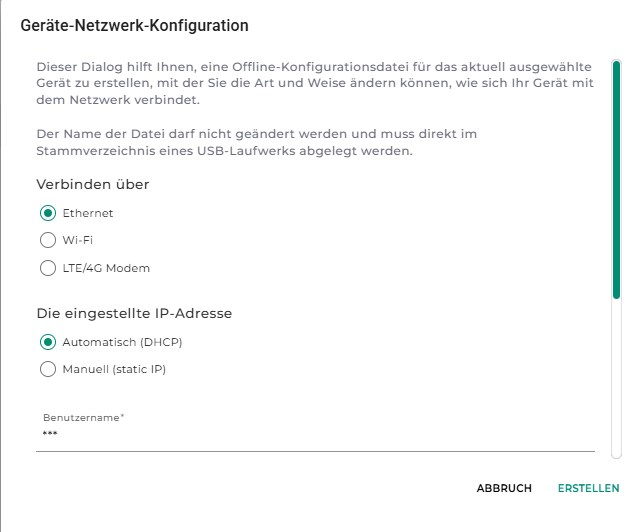 Geräte-Netzwerk-Konfiguration
Dieser Dialog hilft Ihnen, eine Offline-Konfigurationsdatei für das aktuell ausgewählte
Gerät zu erstellen, mit der Sie die Art und Weise ändern können, wie sich Ihr Gerät mit
dem Netzwerk verbindet.
Der Name der Datei darf nicht geändert werden und muss direkt im
Stammverzeichnis eines USB-Laufwerks abgelegt werden.
Verbinden über
Ethernet
Wi-Fi
LTE/4G Modem
Die eingestellte IP-Adresse
Automatisch (DHCP)
Manuell (static IP)
Benutzername*
***
ABBRUCH ERSTELLEN